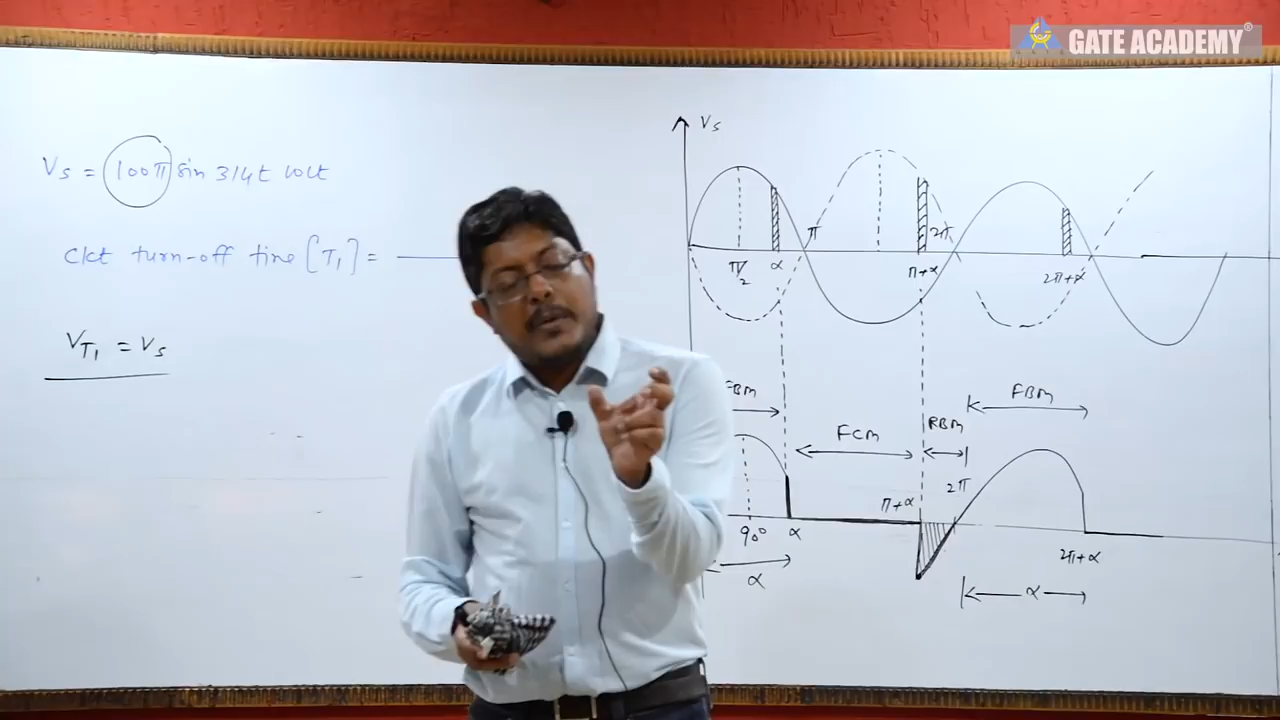 GATE ACADEMY®
Vs = 100π sin 314t volt
Ckt turn-off time [T₁] =
V_T₁ = Vs
Vs
π
2π
π/2
α
π+α
2π+α
FBM
FCM
RBM
FBM
π+α
2π
90°
α
2π+α
α
α